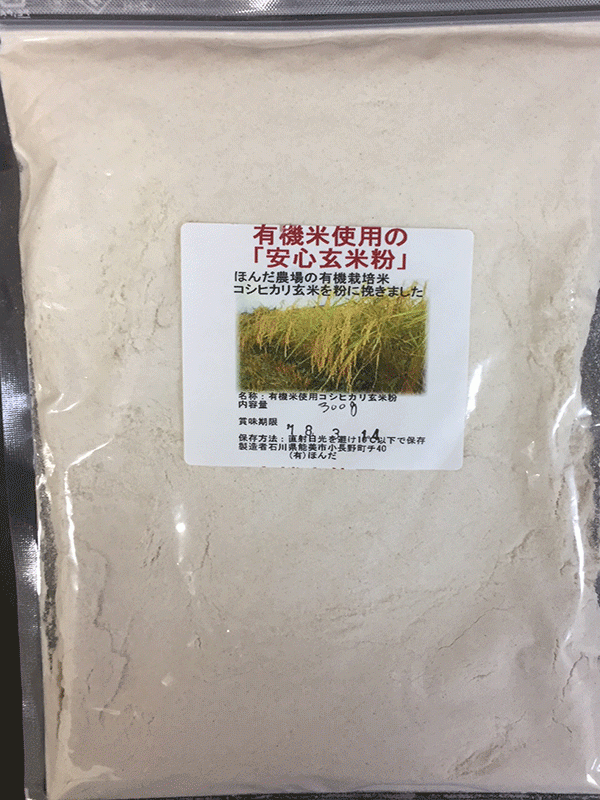 有機米使用の
「安心玄米粉」
ほんだ農場の有機栽培米
コシヒカリ玄米を粉に挽きました
名称：有機米使用コシヒカリ玄米粉
内容量 300g
賞味期限
18.3.14
保存方法：直射日光を避け 以下で保存
製造者石川県能美市小長野町チ40
(有)ほんだ